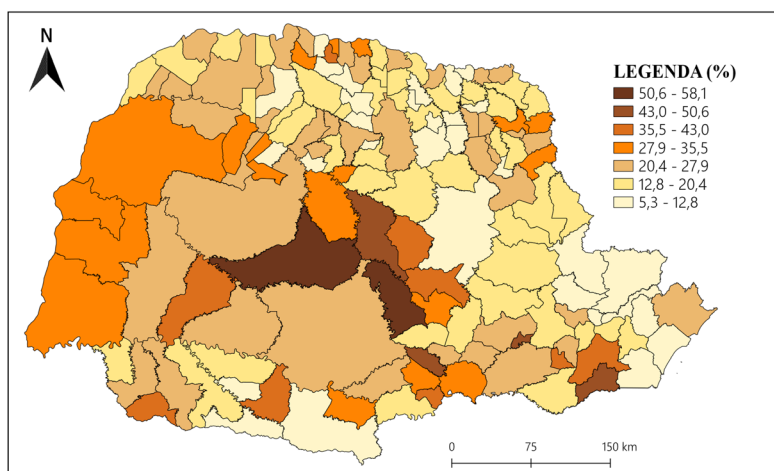 N
LEGENDA (%)
50,6 - 58,1
43,0 - 50,6
35,5 - 43,0
27,9 - 35,5
20,4 - 27,9
12,8 - 20,4
5,3 - 12,8
0 75 150 km